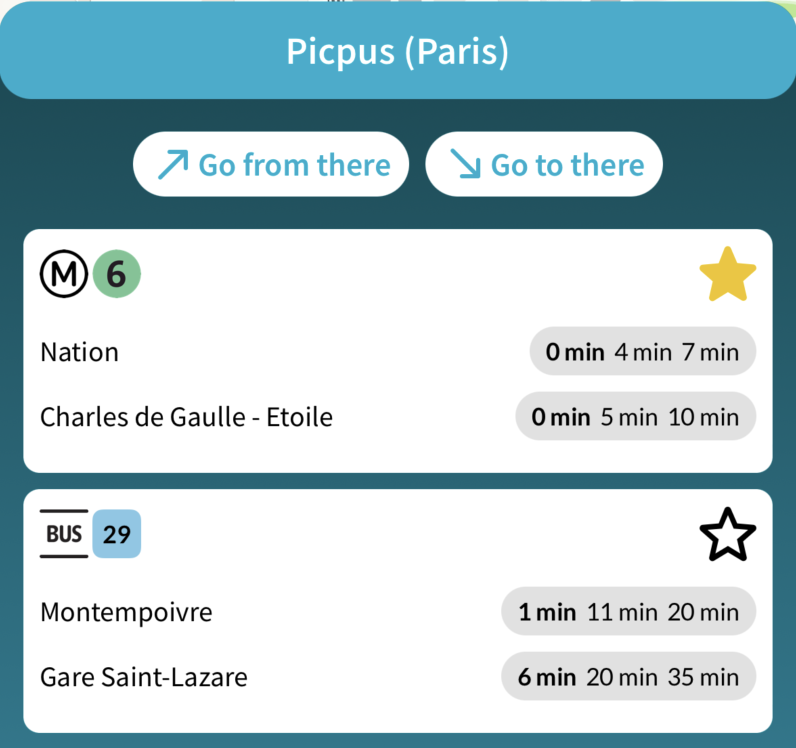 Picpus (Paris)
Go from there Go to there
M 6
Nation 0 min 4 min 7 min
Charles de Gaulle - Etoile 0 min 5 min 10 min
BUS 29
Montempoivre 1 min 11 min 20 min
Gare Saint-Lazare 6 min 20 min 35 min